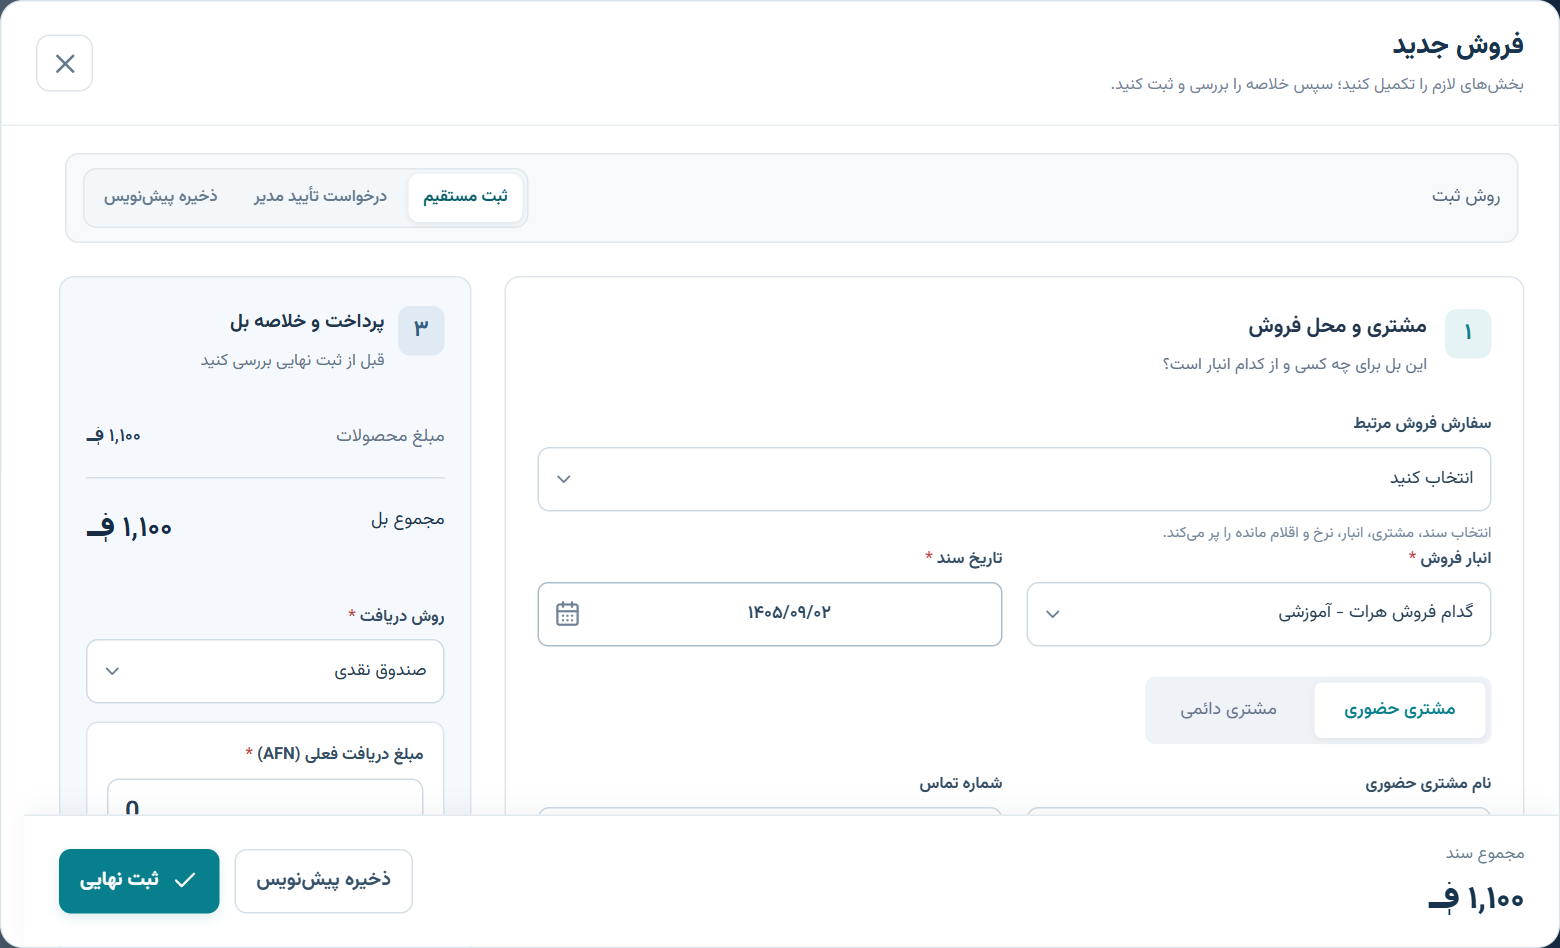 فروش جدید
بخش‌های لازم را تکمیل کنید؛ سپس خلاصه را بررسی و ثبت کنید.
روش ثبت
ثبت مستقیم
درخواست تأیید مدیر
ذخیره پیش‌نویس
۱
مشتری و محل فروش
این بل برای چه کسی و از کدام انبار است؟
سفارش فروش مرتبط
انتخاب کنید
انتخاب سند، مشتری، انبار، نرخ و اقلام مانده را پر می‌کند.
انبار فروش *
گدام فروش هرات - آموزشی
تاریخ سند *
۱۴۰۵/۰۹/۰۲
مشتری حضوری
مشتری دائمی
نام مشتری حضوری
شماره تماس
۳
پرداخت و خلاصه بل
قبل از ثبت نهایی بررسی کنید
مبلغ محصولات
۱,۱۰۰ ؋
مجموع بل
۱,۱۰۰ ؋
روش دریافت *
صندوق نقدی
مبلغ دریافت فعلی (AFN) *
0
مجموع سند
۱,۱۰۰ ؋
ذخیره پیش‌نویس
ثبت نهایی